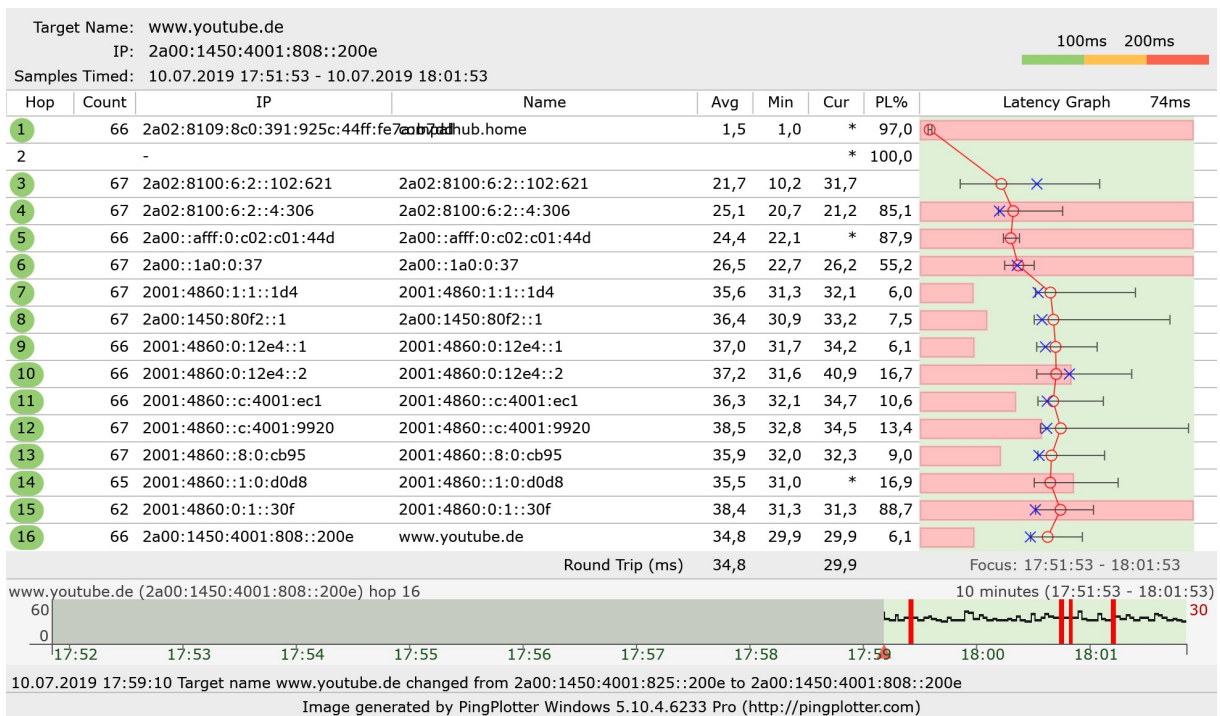 Target Name: www.youtube.de
IP: 2a00:1450:4001:808::200e
100ms 200ms
Samples Timed: 10.07.2019 17:51:53 - 10.07.2019 18:01:53
Hop Count IP Name Avg Min Cur PL% Latency Graph 74ms
1 66 2a02:8109:8c0:391:925c:44ff:fe7a: .home 1,5 1,0 * 97,0
2 - * 100,0
3 67 2a02:8100:6:2::102:621 2a02:8100:6:2::102:621 21,7 10,2 31,7
4 67 2a02:8100:6:2::4:306 2a02:8100:6:2::4:306 25,1 20,7 21,2 85,1
5 66 2a00::afff:0:c02:c01:44d 2a00::afff:0:c02:c01:44d 24,4 22,1 * 87,9
6 67 2a00::1a0:0:37 2a00::1a0:0:37 26,5 22,7 26,2 55,2
7 67 2001:4860:1:1::1d4 2001:4860:1:1::1d4 35,6 31,3 32,1 6,0
8 67 2a00:1450:80f2::1 2a00:1450:80f2::1 36,4 30,9 33,2 7,5
9 66 2001:4860:0:12e4::1 2001:4860:0:12e4::1 37,0 31,7 34,2 6,1
10 66 2001:4860:0:12e4::2 2001:4860:0:12e4::2 37,2 31,6 40,9 16,7
11 66 2001:4860::c:4001:ec1 2001:4860::c:4001:ec1 36,3 32,1 34,7 10,6
12 67 2001:4860::c:4001:9920 2001:4860::c:4001:9920 38,5 32,8 34,5 13,4
13 67 2001:4860::8:0:cb95 2001:4860::8:0:cb95 35,9 32,0 32,3 9,0
14 65 2001:4860::1:0:d0d8 2001:4860::1:0:d0d8 35,5 31,0 * 16,9
15 62 2001:4860:0:1::30f 2001:4860:0:1::30f 38,4 31,3 31,3 88,7
16 66 2a00:1450:4001:808::200e www.youtube.de 34,8 29,9 29,9 6,1
Round Trip (ms) 34,8 29,9 Focus: 17:51:53 - 18:01:53
www.youtube.de (2a00:1450:4001:808::200e) hop 16 10 minutes (17:51:53 - 18:01:53)
60 30
0
17:52 17:53 17:54 17:55 17:56 17:57 17:58 17:59 18:00 18:01
10.07.2019 17:59:10 Target name www.youtube.de changed from 2a00:1450:4001:825::200e to 2a00:1450:4001:808::200e
Image generated by PingPlotter Windows 5.10.4.6233 Pro (http://pingplotter.com)